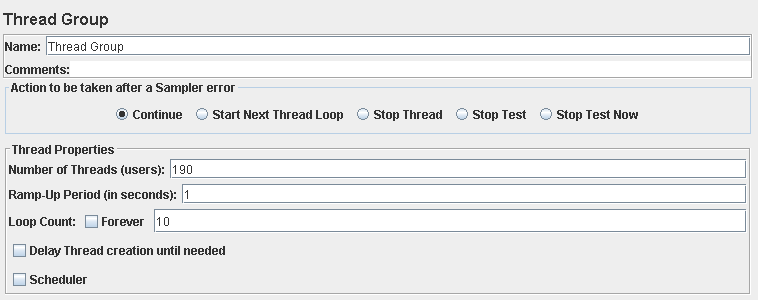 Thread Group
Name: Thread Group
Comments:
Action to be taken after a Sampler error
Continue Start Next Thread Loop Stop Thread Stop Test Stop Test Now
Thread Properties
Number of Threads (users): 190
Ramp-Up Period (in seconds): 1
Loop Count: Forever 10
Delay Thread creation until needed
Scheduler